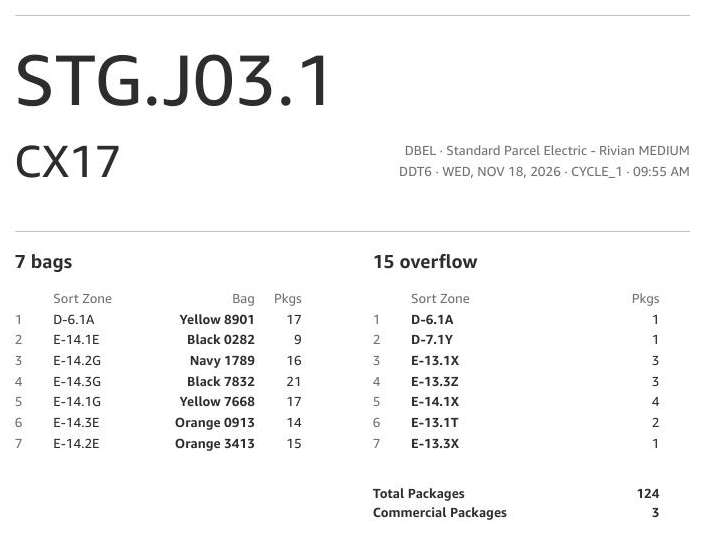 STG.J03.1
CX17
DBEL · Standard Parcel Electric - Rivian MEDIUM
DDT6 · WED, NOV 18, 2026 · CYCLE_1 · 09:55 AM
7 bags
Sort Zone Bag Pkgs
1 D-6.1A Yellow 8901 17
2 E-14.1E Black 0282 9
3 E-14.2G Navy 1789 16
4 E-14.3G Black 7832 21
5 E-14.1G Yellow 7668 17
6 E-14.3E Orange 0913 14
7 E-14.2E Orange 3413 15
15 overflow
Sort Zone Pkgs
1 D-6.1A 1
2 D-7.1Y 1
3 E-13.1X 3
4 E-13.3Z 3
5 E-14.1X 4
6 E-13.1T 2
7 E-13.3X 1
Total Packages 124
Commercial Packages 3